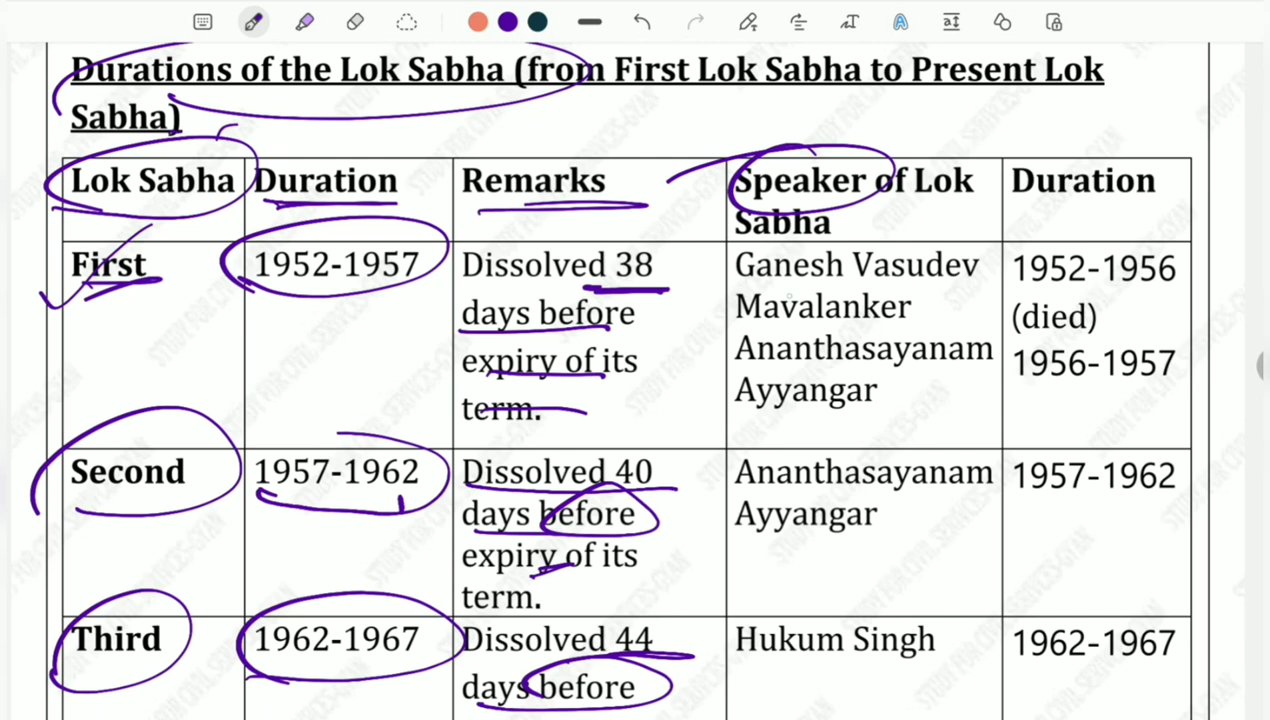 Durations of the Lok Sabha (from First Lok Sabha to Present Lok
Sabha)
Lok Sabha Duration Remarks Speaker of Lok Duration
Sabha
First 1952-1957 Dissolved 38 Ganesh Vasudev 1952-1956
days before Mavalanker (died)
expiry of its Ananthasayanam 1956-1957
term. Ayyangar
Second 1957-1962 Dissolved 40 Ananthasayanam 1957-1962
days before Ayyangar
expiry of its
term.
Third 1962-1967 Dissolved 44 Hukum Singh 1962-1967
days before